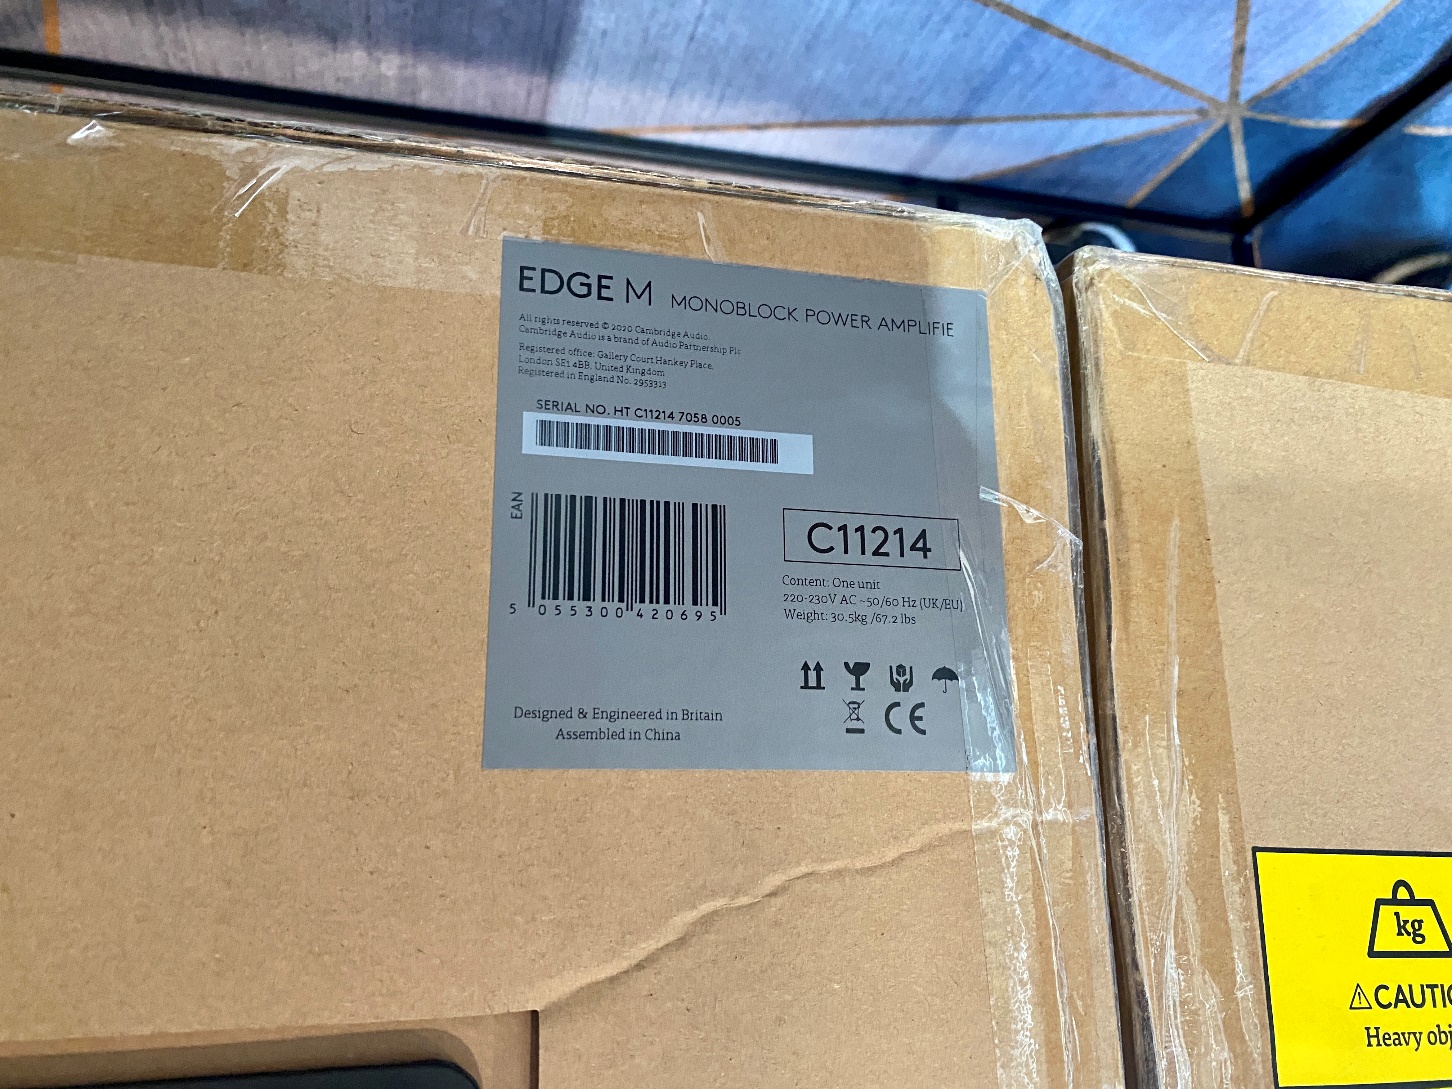 EDGE M MONOBLOCK POWER AMPLIFIE
All rights reserved © 2020 Cambridge Audio.
Cambridge Audio is a brand of Audio Partnership Plc
Registered office: Gallery Court Hankey Place,
London SE1 4BB, United Kingdom
Registered in England No. 2953313
SERIAL NO. HT C11214 7058 0005
EAN
5 055300 420695
C11214
Content: One unit
220-230V AC ~50/60 Hz (UK/EU)
Weight: 30.5kg /67.2 lbs
CE
Designed & Engineered in Britain
Assembled in China
kg
⚠CAUTIO
Heavy obj